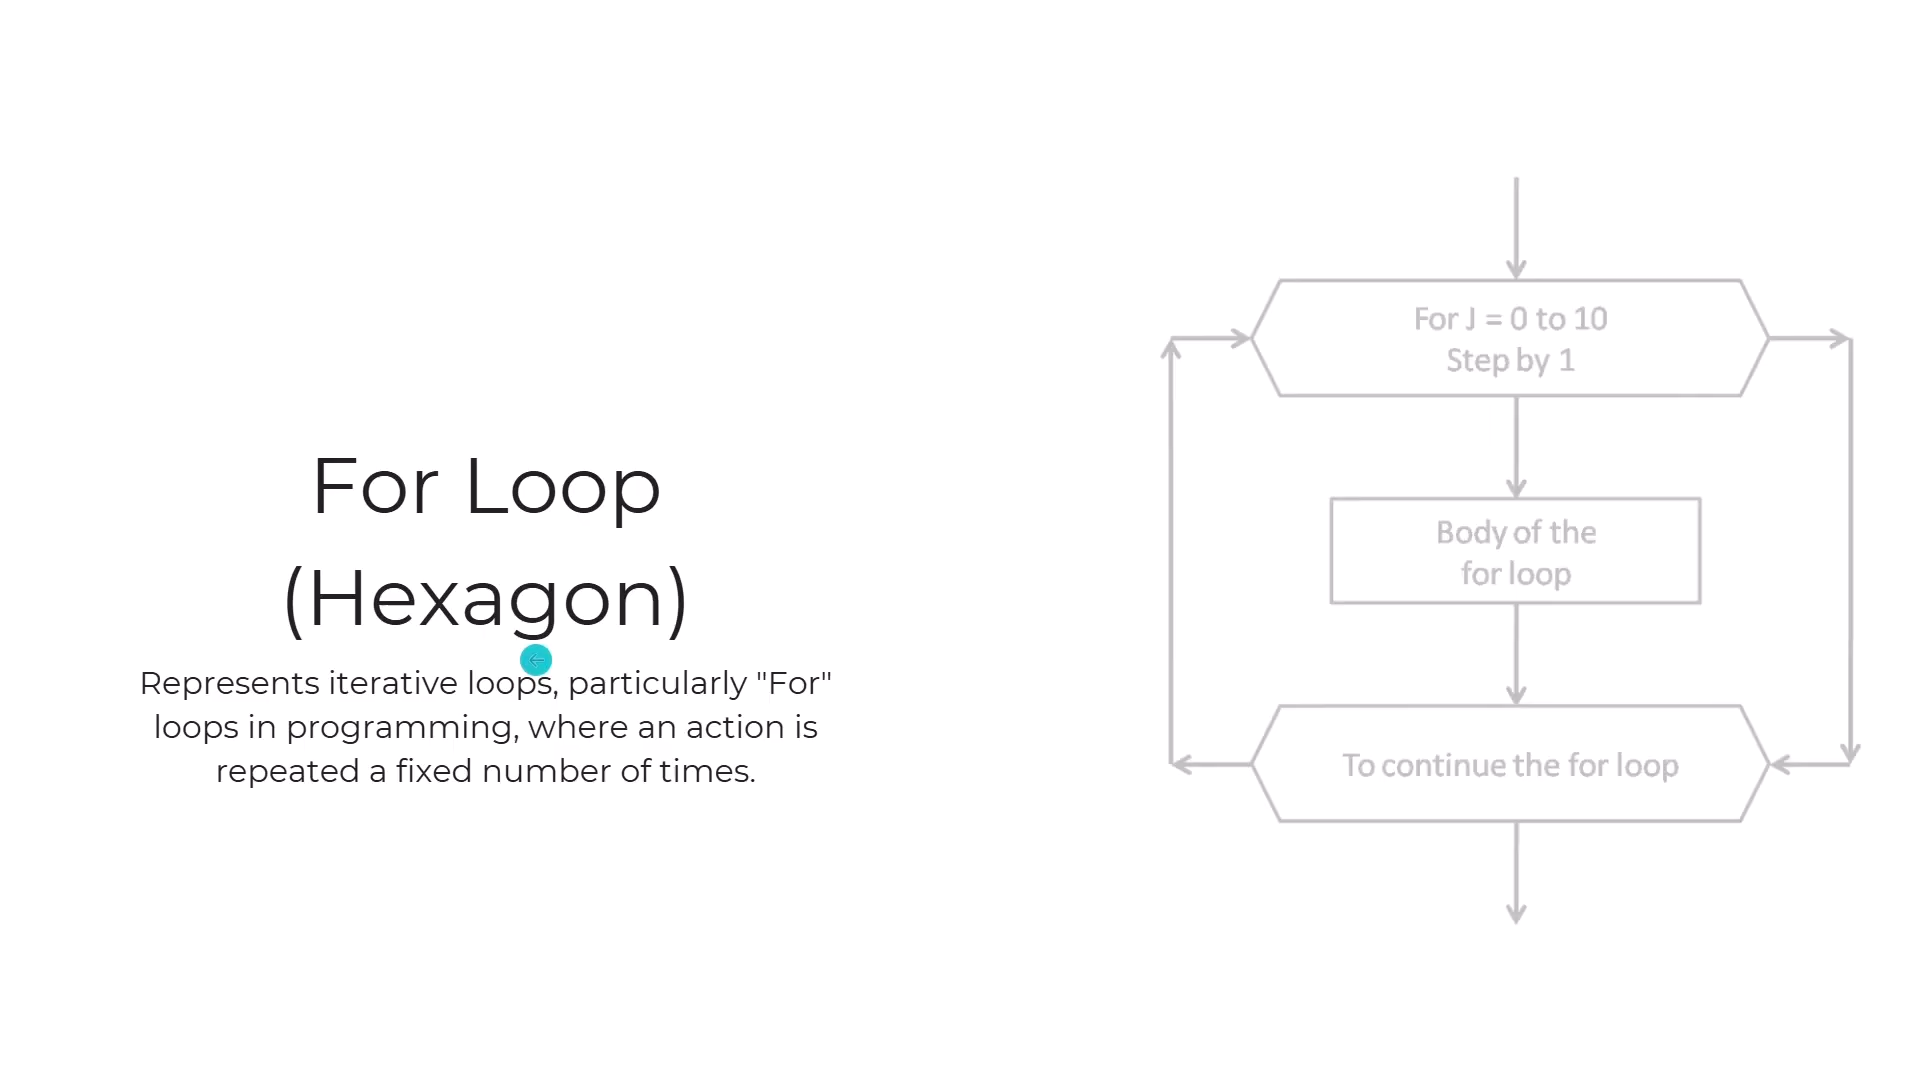 For Loop
(Hexagon)
Represents iterative loops, particularly "For"
loops in programming, where an action is
repeated a fixed number of times.
For J = 0 to 10
Step by 1
Body of the
for loop
To continue the for loop